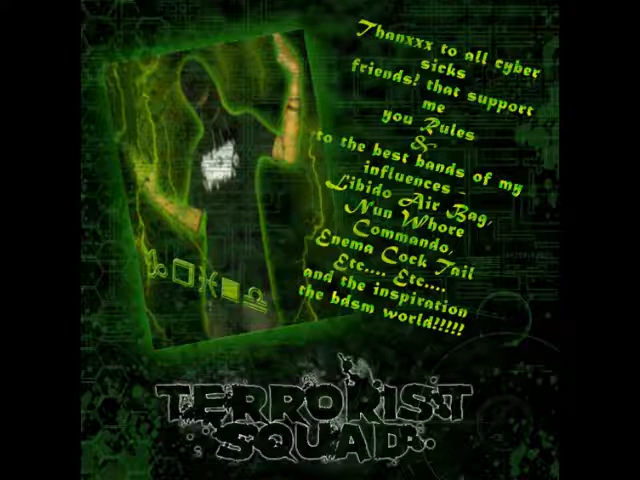 Thanxxx to all cyber
sicks
friends! that support
me
you Rules
&
to the best bands of my
influences -
Libido Air Bag,
Nun Whore
Commando,
Enema Cock Tail
Etc.... Etc....
and the inspiration
the bdsm world!!!!!
TERRORIST
SQUAD